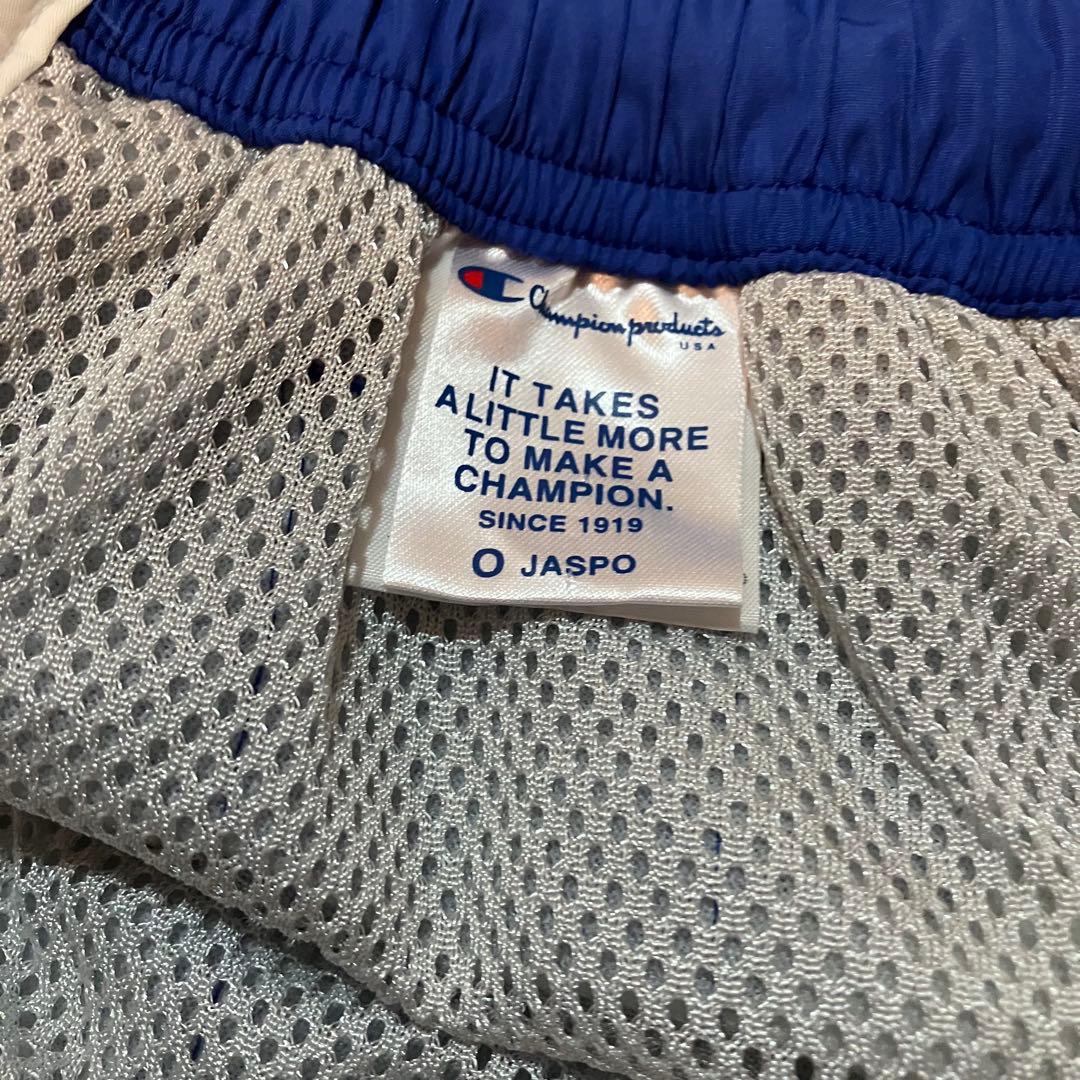 Champion products
USA
IT TAKES
A LITTLE MORE
TO MAKE A
CHAMPION.
SINCE 1919
O JASPO